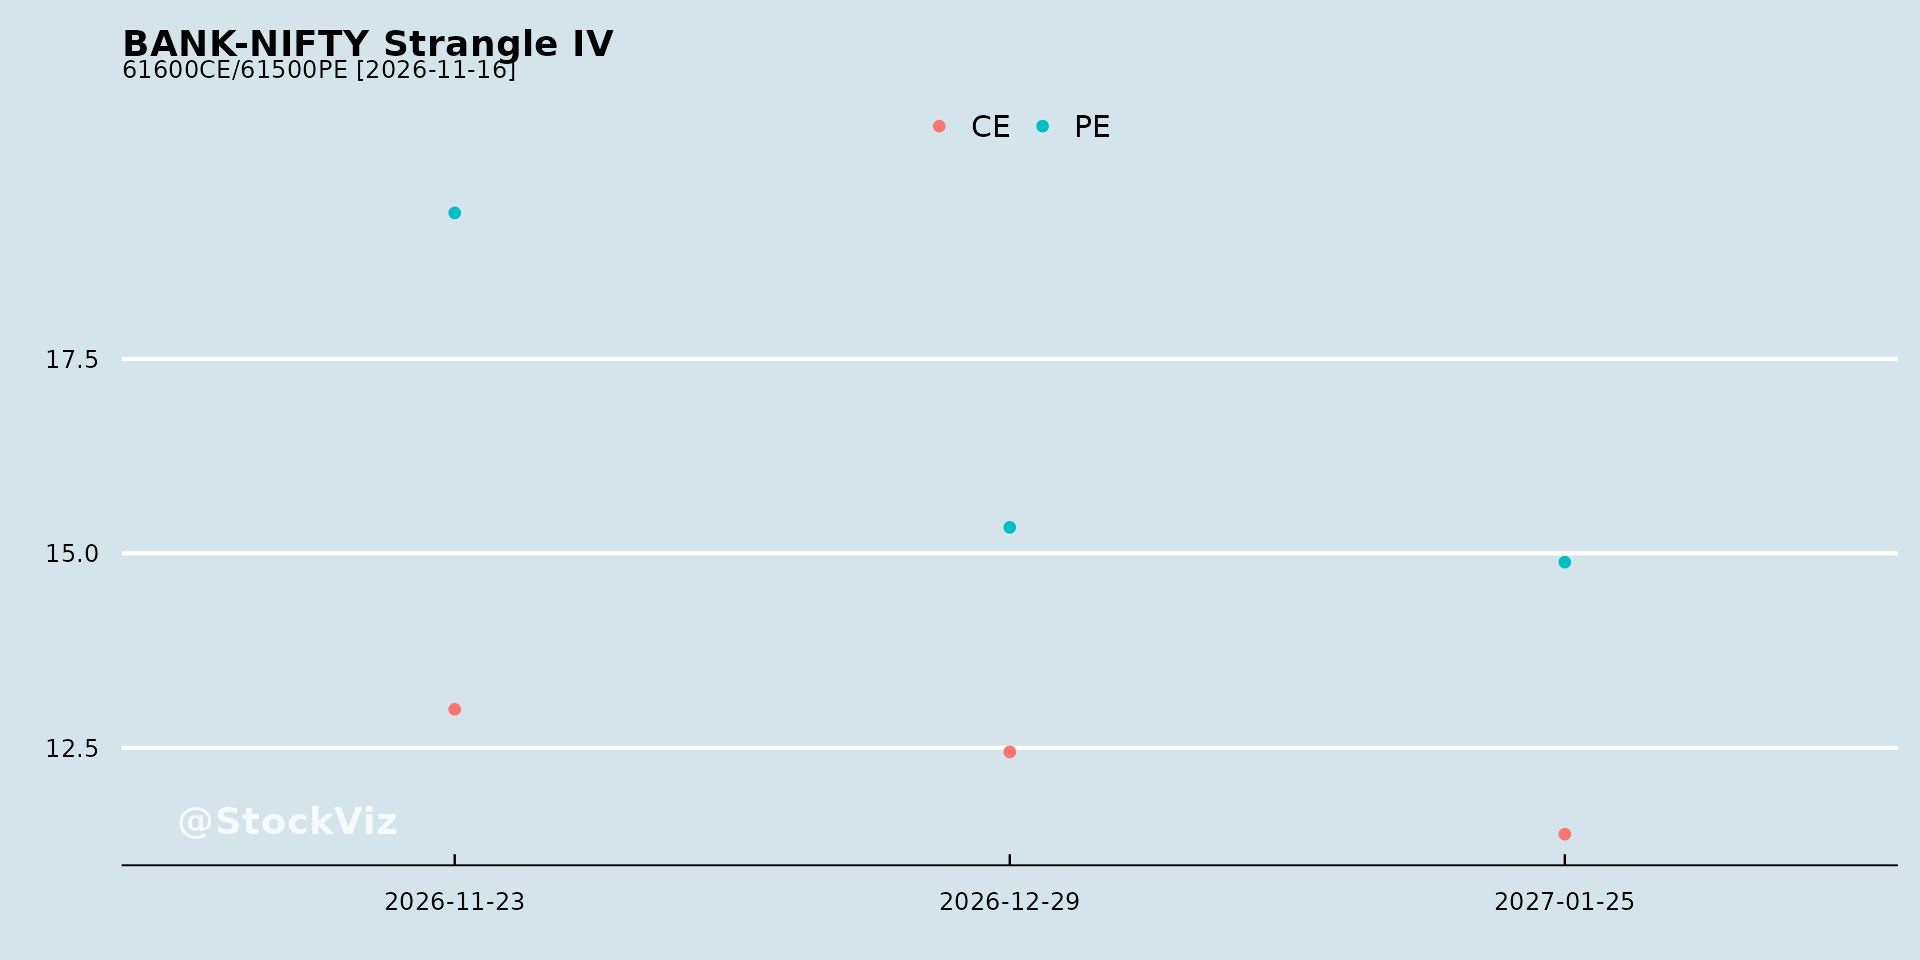 BANK-NIFTY Strangle IV
61600CE/61500PE [2026-11-16]
CE PE
17.5
15.0
12.5
@StockViz
2026-11-23 2026-12-29 2027-01-25